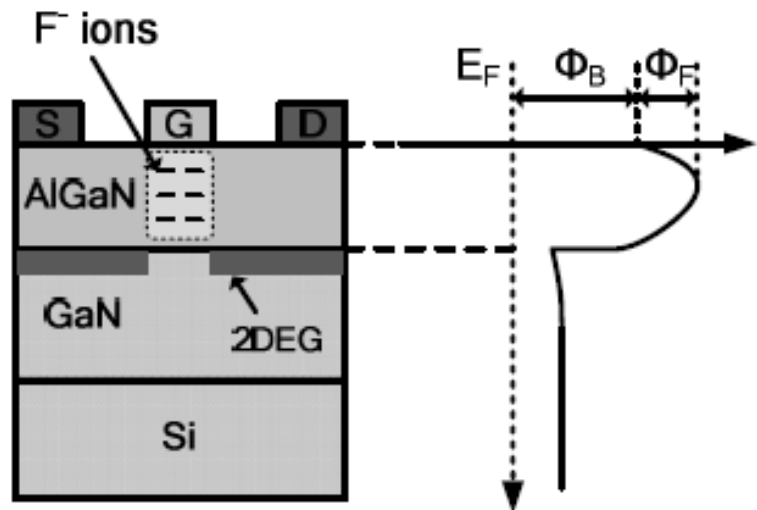 F⁻ ions
E_F Φ_B Φ_F
S G D
AlGaN
GaN
2DEG
Si